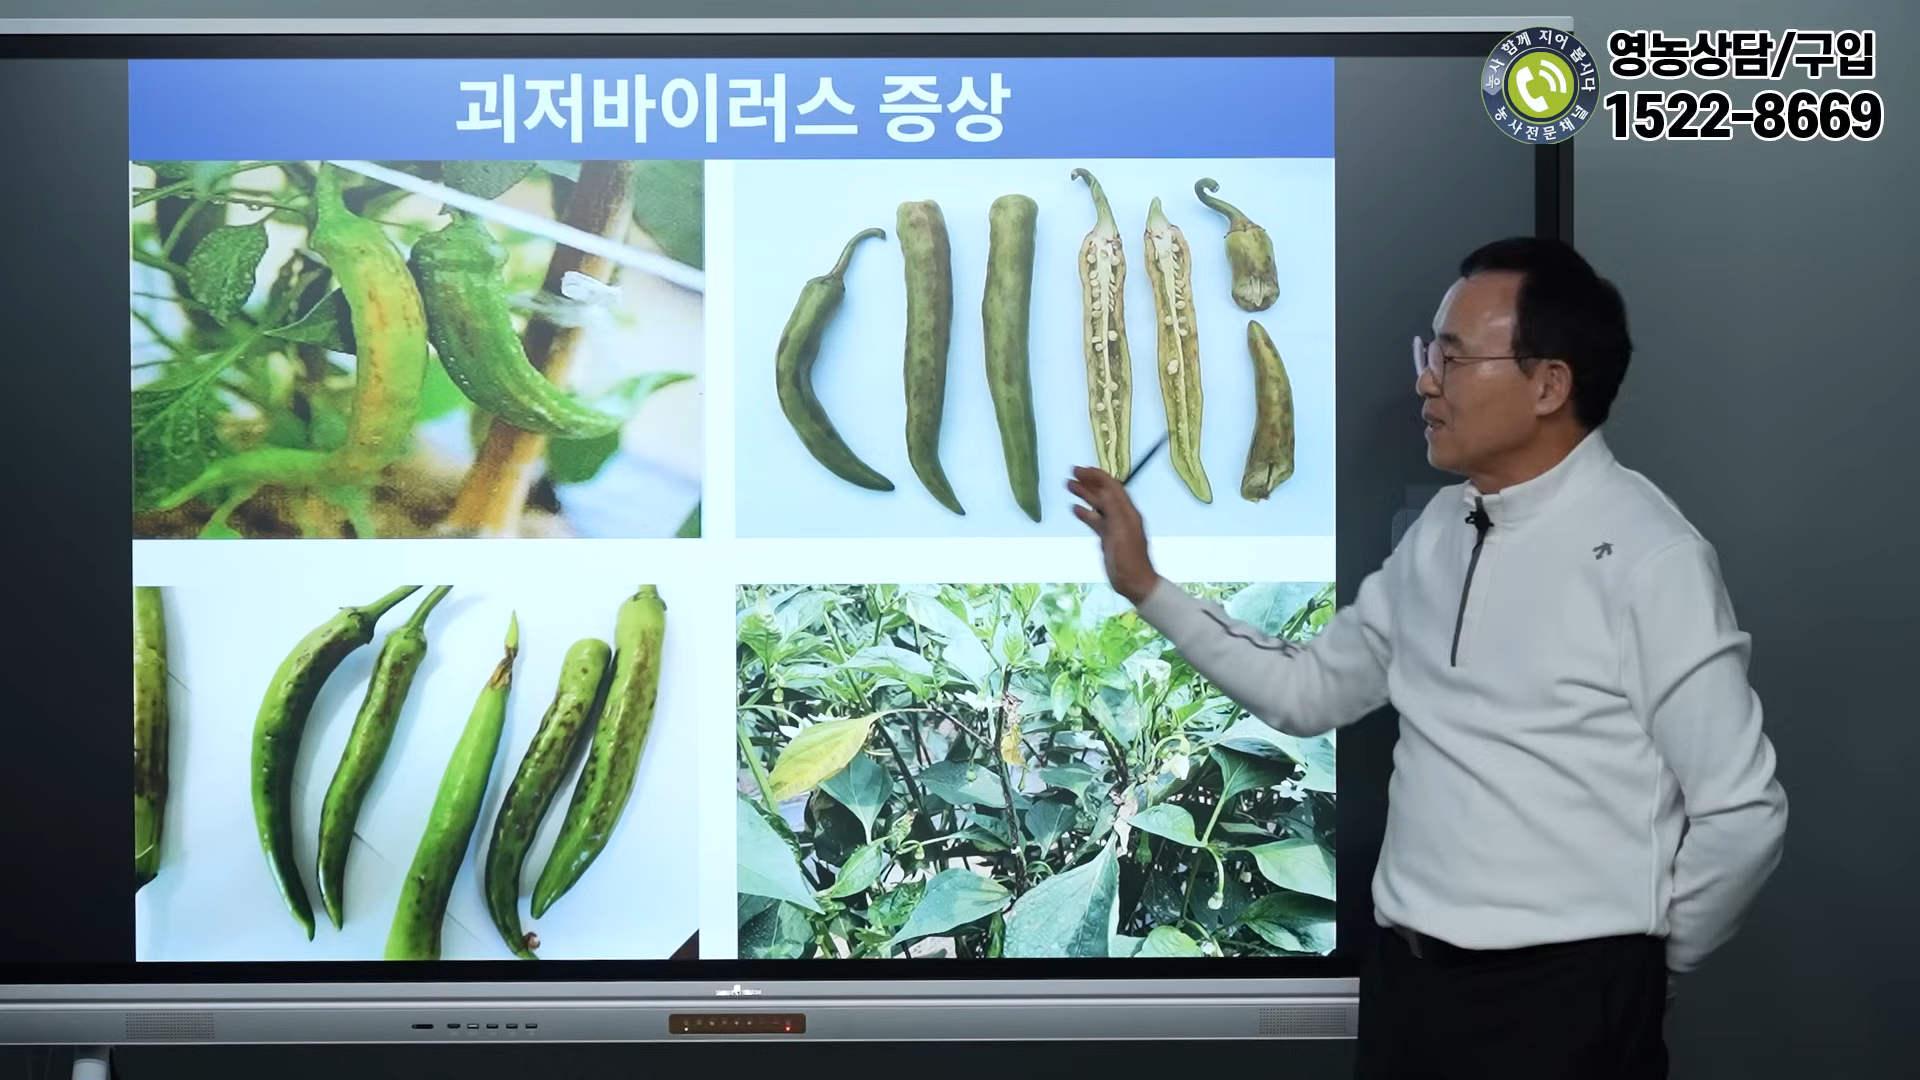 괴저바이러스 증상
농사 함께 지어 봅시다
농사전문채널
영농상담/구입
1522-8669